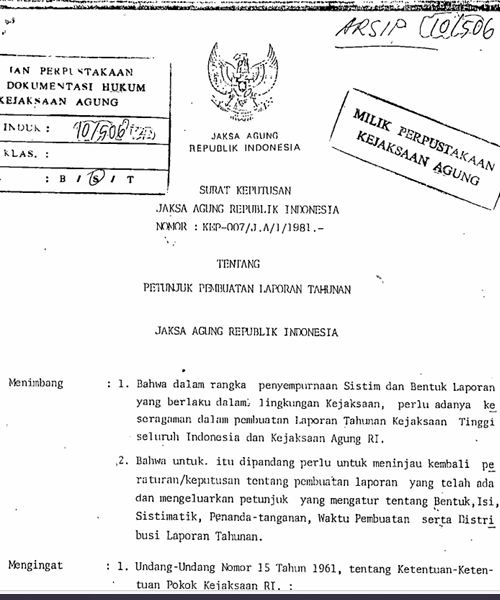 ARSIP 10/506
PERPUSTAKAAN
DOKUMENTASI HUKUM
KEJAKSAAN AGUNG
INDUK : 10/506
KLAS. :
: B / S / T
JAKSA AGUNG
REPUBLIK INDONESIA
MILIK PERPUSTAKAAN
KEJAKSAAN AGUNG
SURAT KEPUTUSAN
JAKSA AGUNG REPUBLIK INDONESIA
NOMOR : KEP-007/J.A/1/1981.-
TENTANG
PETUNJUK PEMBUATAN LAPORAN TAHUNAN
JAKSA AGUNG REPUBLIK INDONESIA
Menimbang : 1. Bahwa dalam rangka penyempurnaan Sistim dan Bentuk Laporan
yang berlaku dalam lingkungan Kejaksaan, perlu adanya ke
seragaman dalam pembuatan Laporan Tahunan Kejaksaan Tinggi
seluruh Indonesia dan Kejaksaan Agung RI.
2. Bahwa untuk itu dipandang perlu untuk meninjau kembali pe
raturan/keputusan tentang pembuatan laporan yang telah ada
dan mengeluarkan petunjuk yang mengatur tentang Bentuk,Isi,
Sistimatik, Penanda-tanganan, Waktu Pembuatan serta Distri
busi Laporan Tahunan.
Mengingat : 1. Undang-Undang Nomor 15 Tahun 1961, tentang Ketentuan-Keten-
tuan Pokok Kejaksaan RI. :